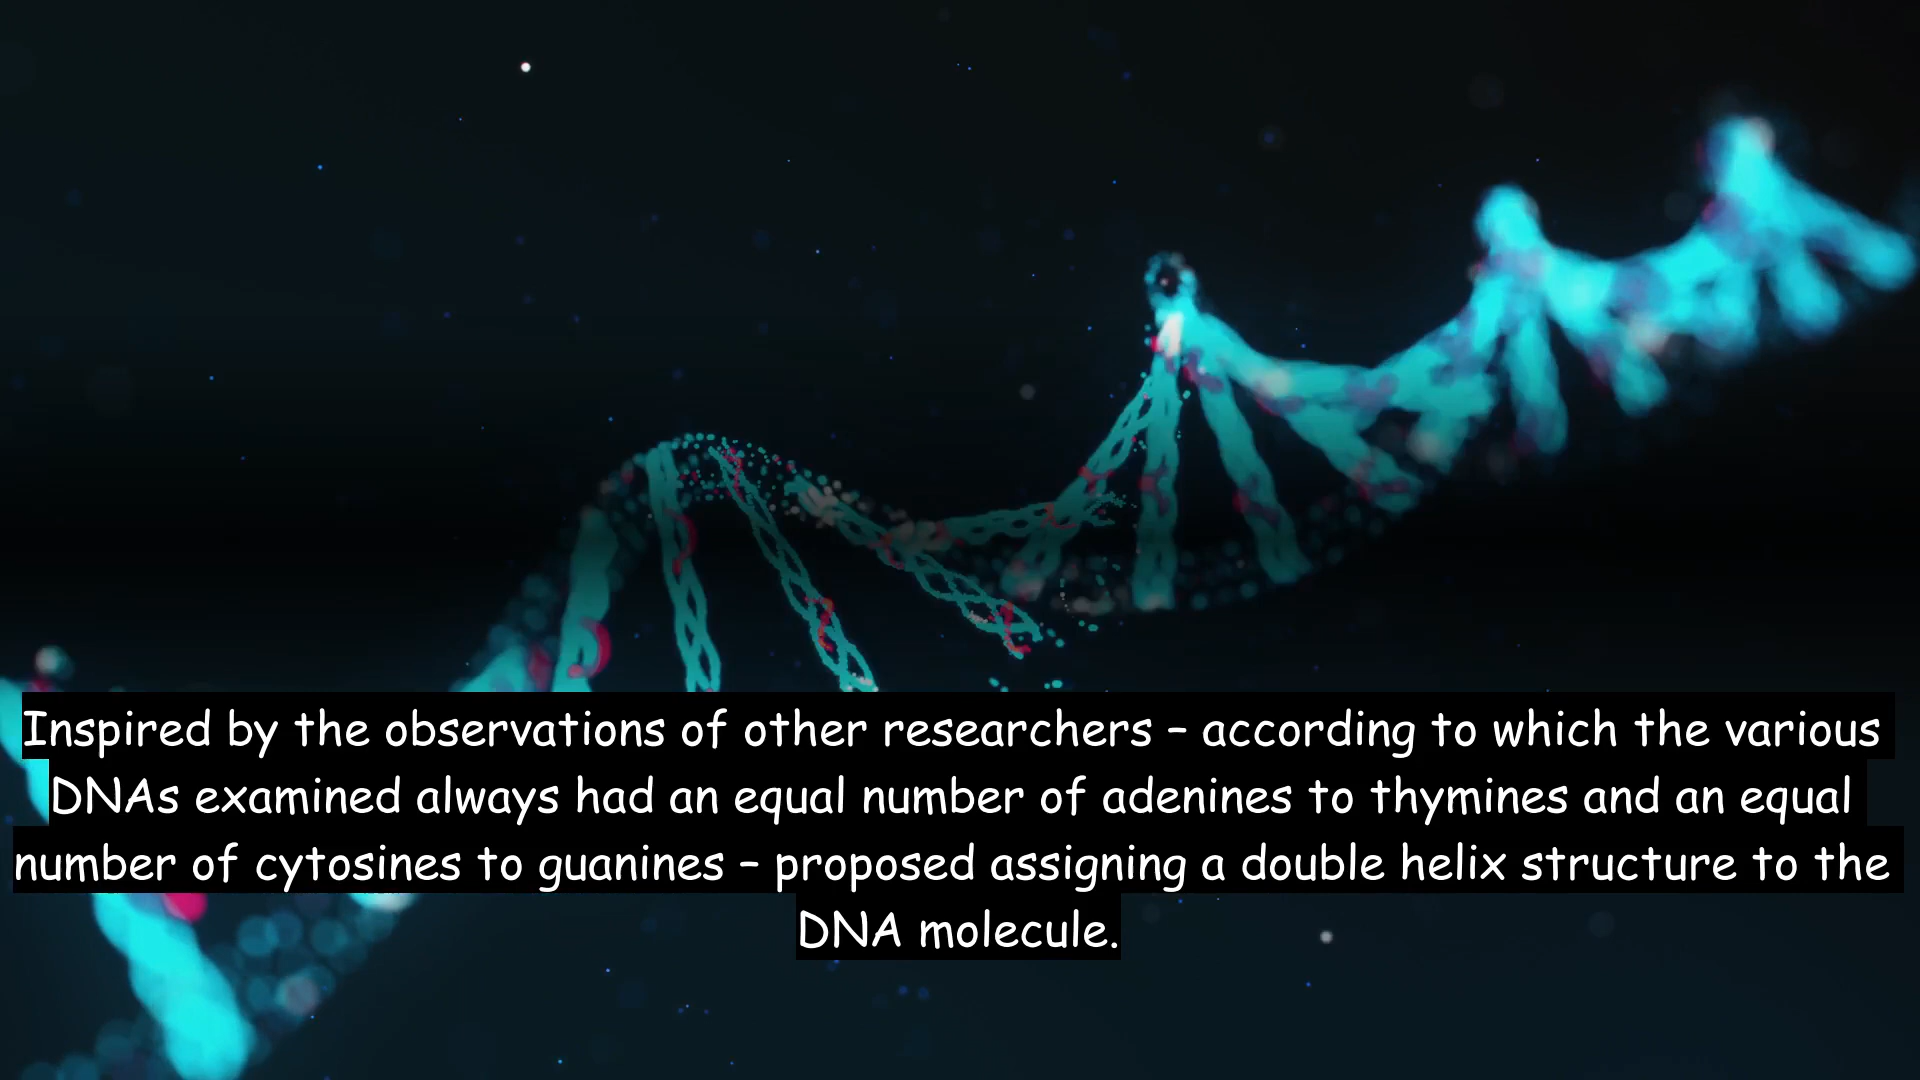 Inspired by the observations of other researchers – according to which the various
DNAs examined always had an equal number of adenines to thymines and an equal
number of cytosines to guanines – proposed assigning a double helix structure to the
DNA molecule.